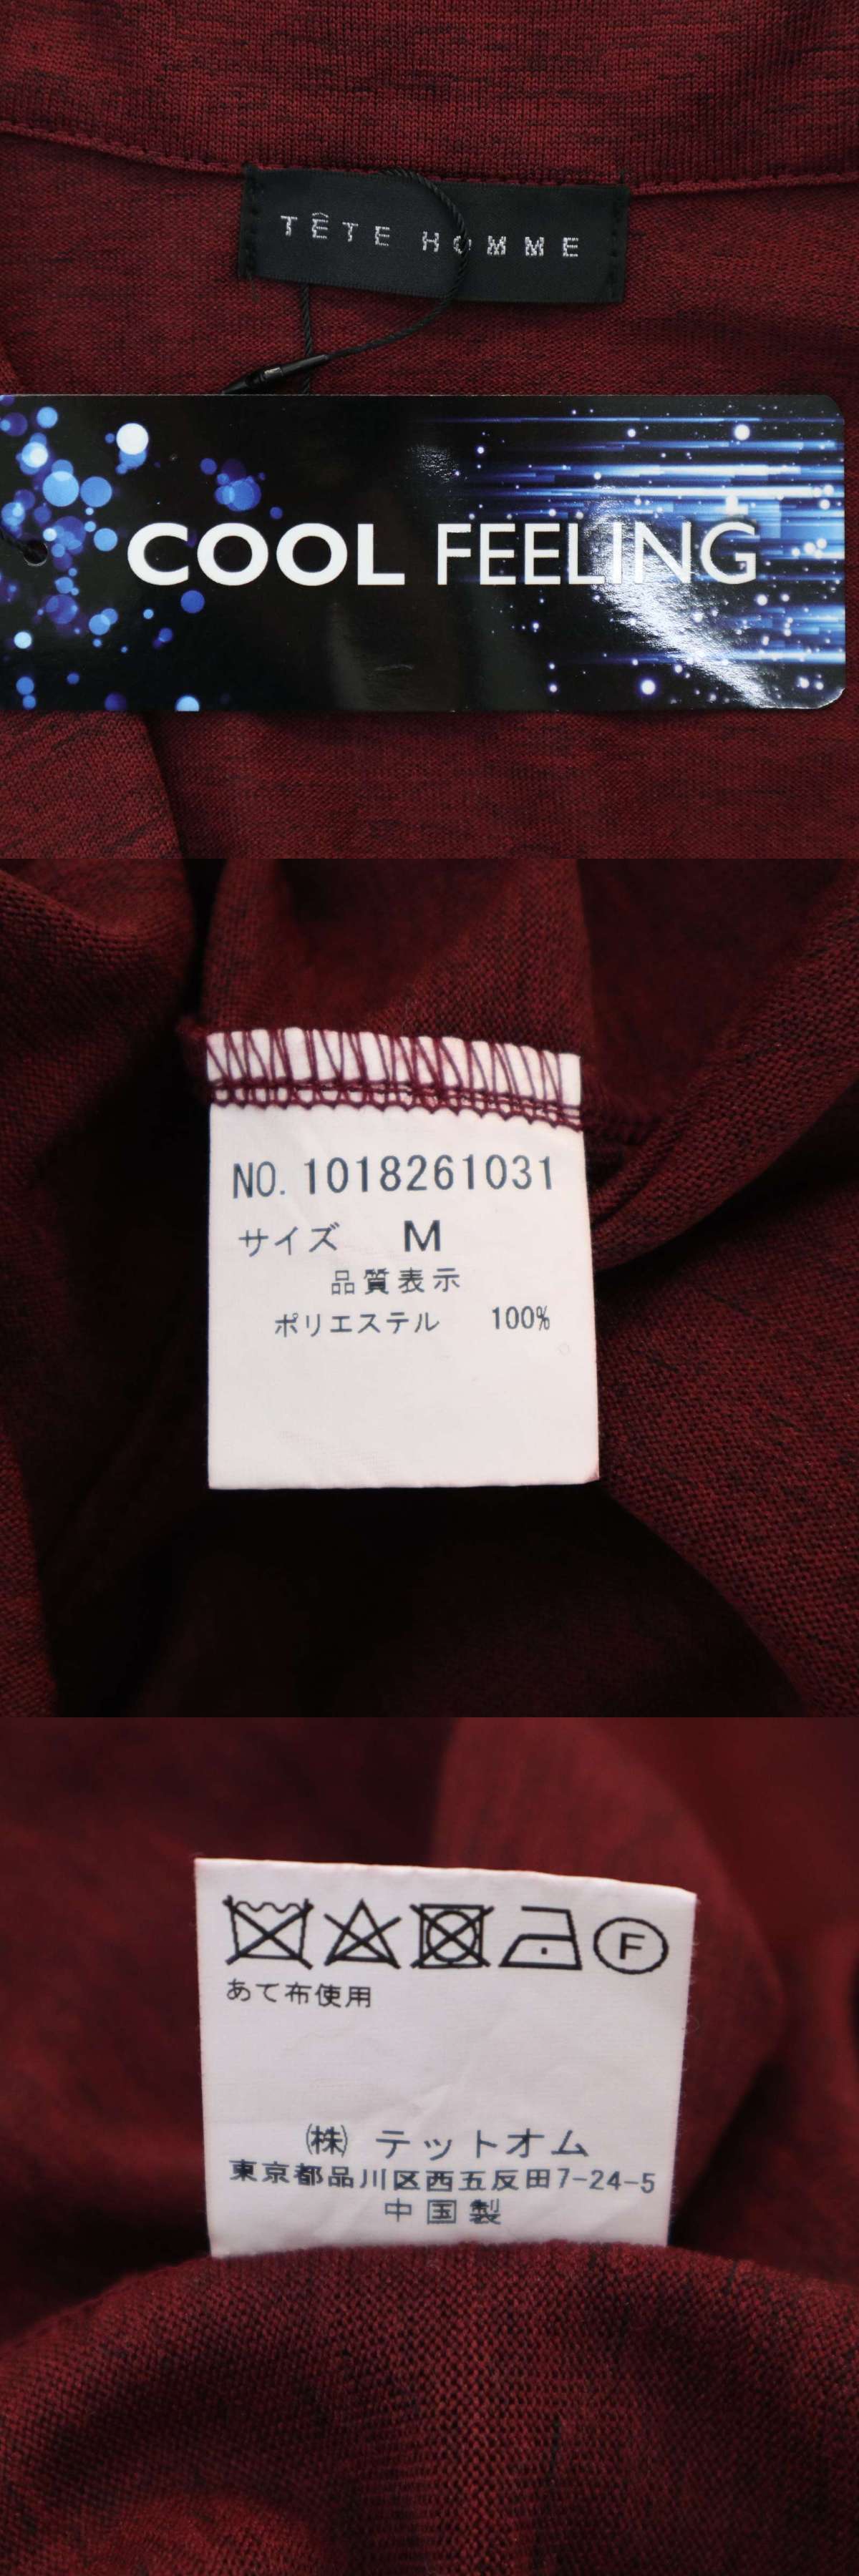 TÊTE HOMME
COOL FEELING
NO. 1018261031
サイズ M
品質表示
ポリエステル 100%
F
あて布使用
㈱ テットオム
東京都品川区西五反田7-24-5
中国製